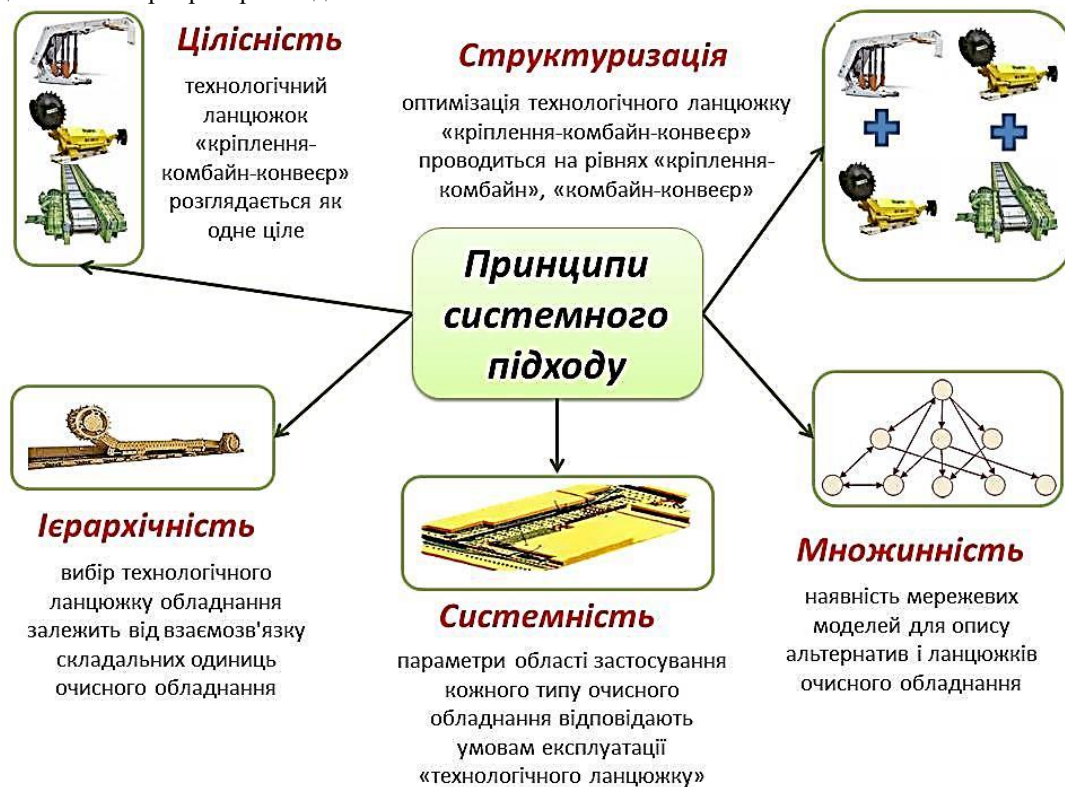 Цілісність
технологічний
ланцюжок
«кріплення-
комбайн-конвеєр»
розглядається як
одне ціле
Структуризація
оптимізація технологічного ланцюжку
«кріплення-комбайн-конвеєр»
проводиться на рівнях «кріплення-
комбайн», «комбайн-конвеєр»
Принципи
системного
підходу
Ієрархічність
вибір технологічного
ланцюжку обладнання
залежить від взаємозв'язку
складальних одиниць
очисного обладнання
Системність
параметри області застосування
кожного типу очисного
обладнання відповідають
умовам експлуатації
«технологічного ланцюжку»
Множинність
наявність мережевих
моделей для опису
альтернатив і ланцюжків
очисного обладнання